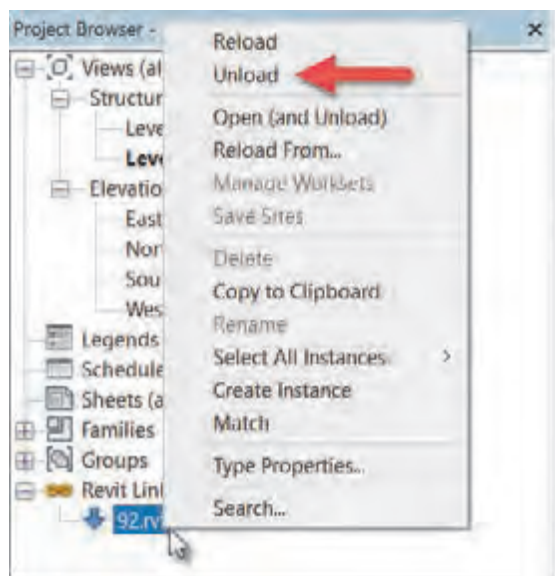 Project Browser -
Views (al
Structur
Leve
Leve
Elevatio
East
Nor
Sou
Wes
Legends
Schedule
Sheets (a
Families
Groups
Revit Lin
92.rv
Reload
Unload
Open (and Unload)
Reload From...
Manage Worksets
Save Sites
Delete
Copy to Clipboard
Rename
Select All Instances
Create Instance
Match
Type Properties...
Search...